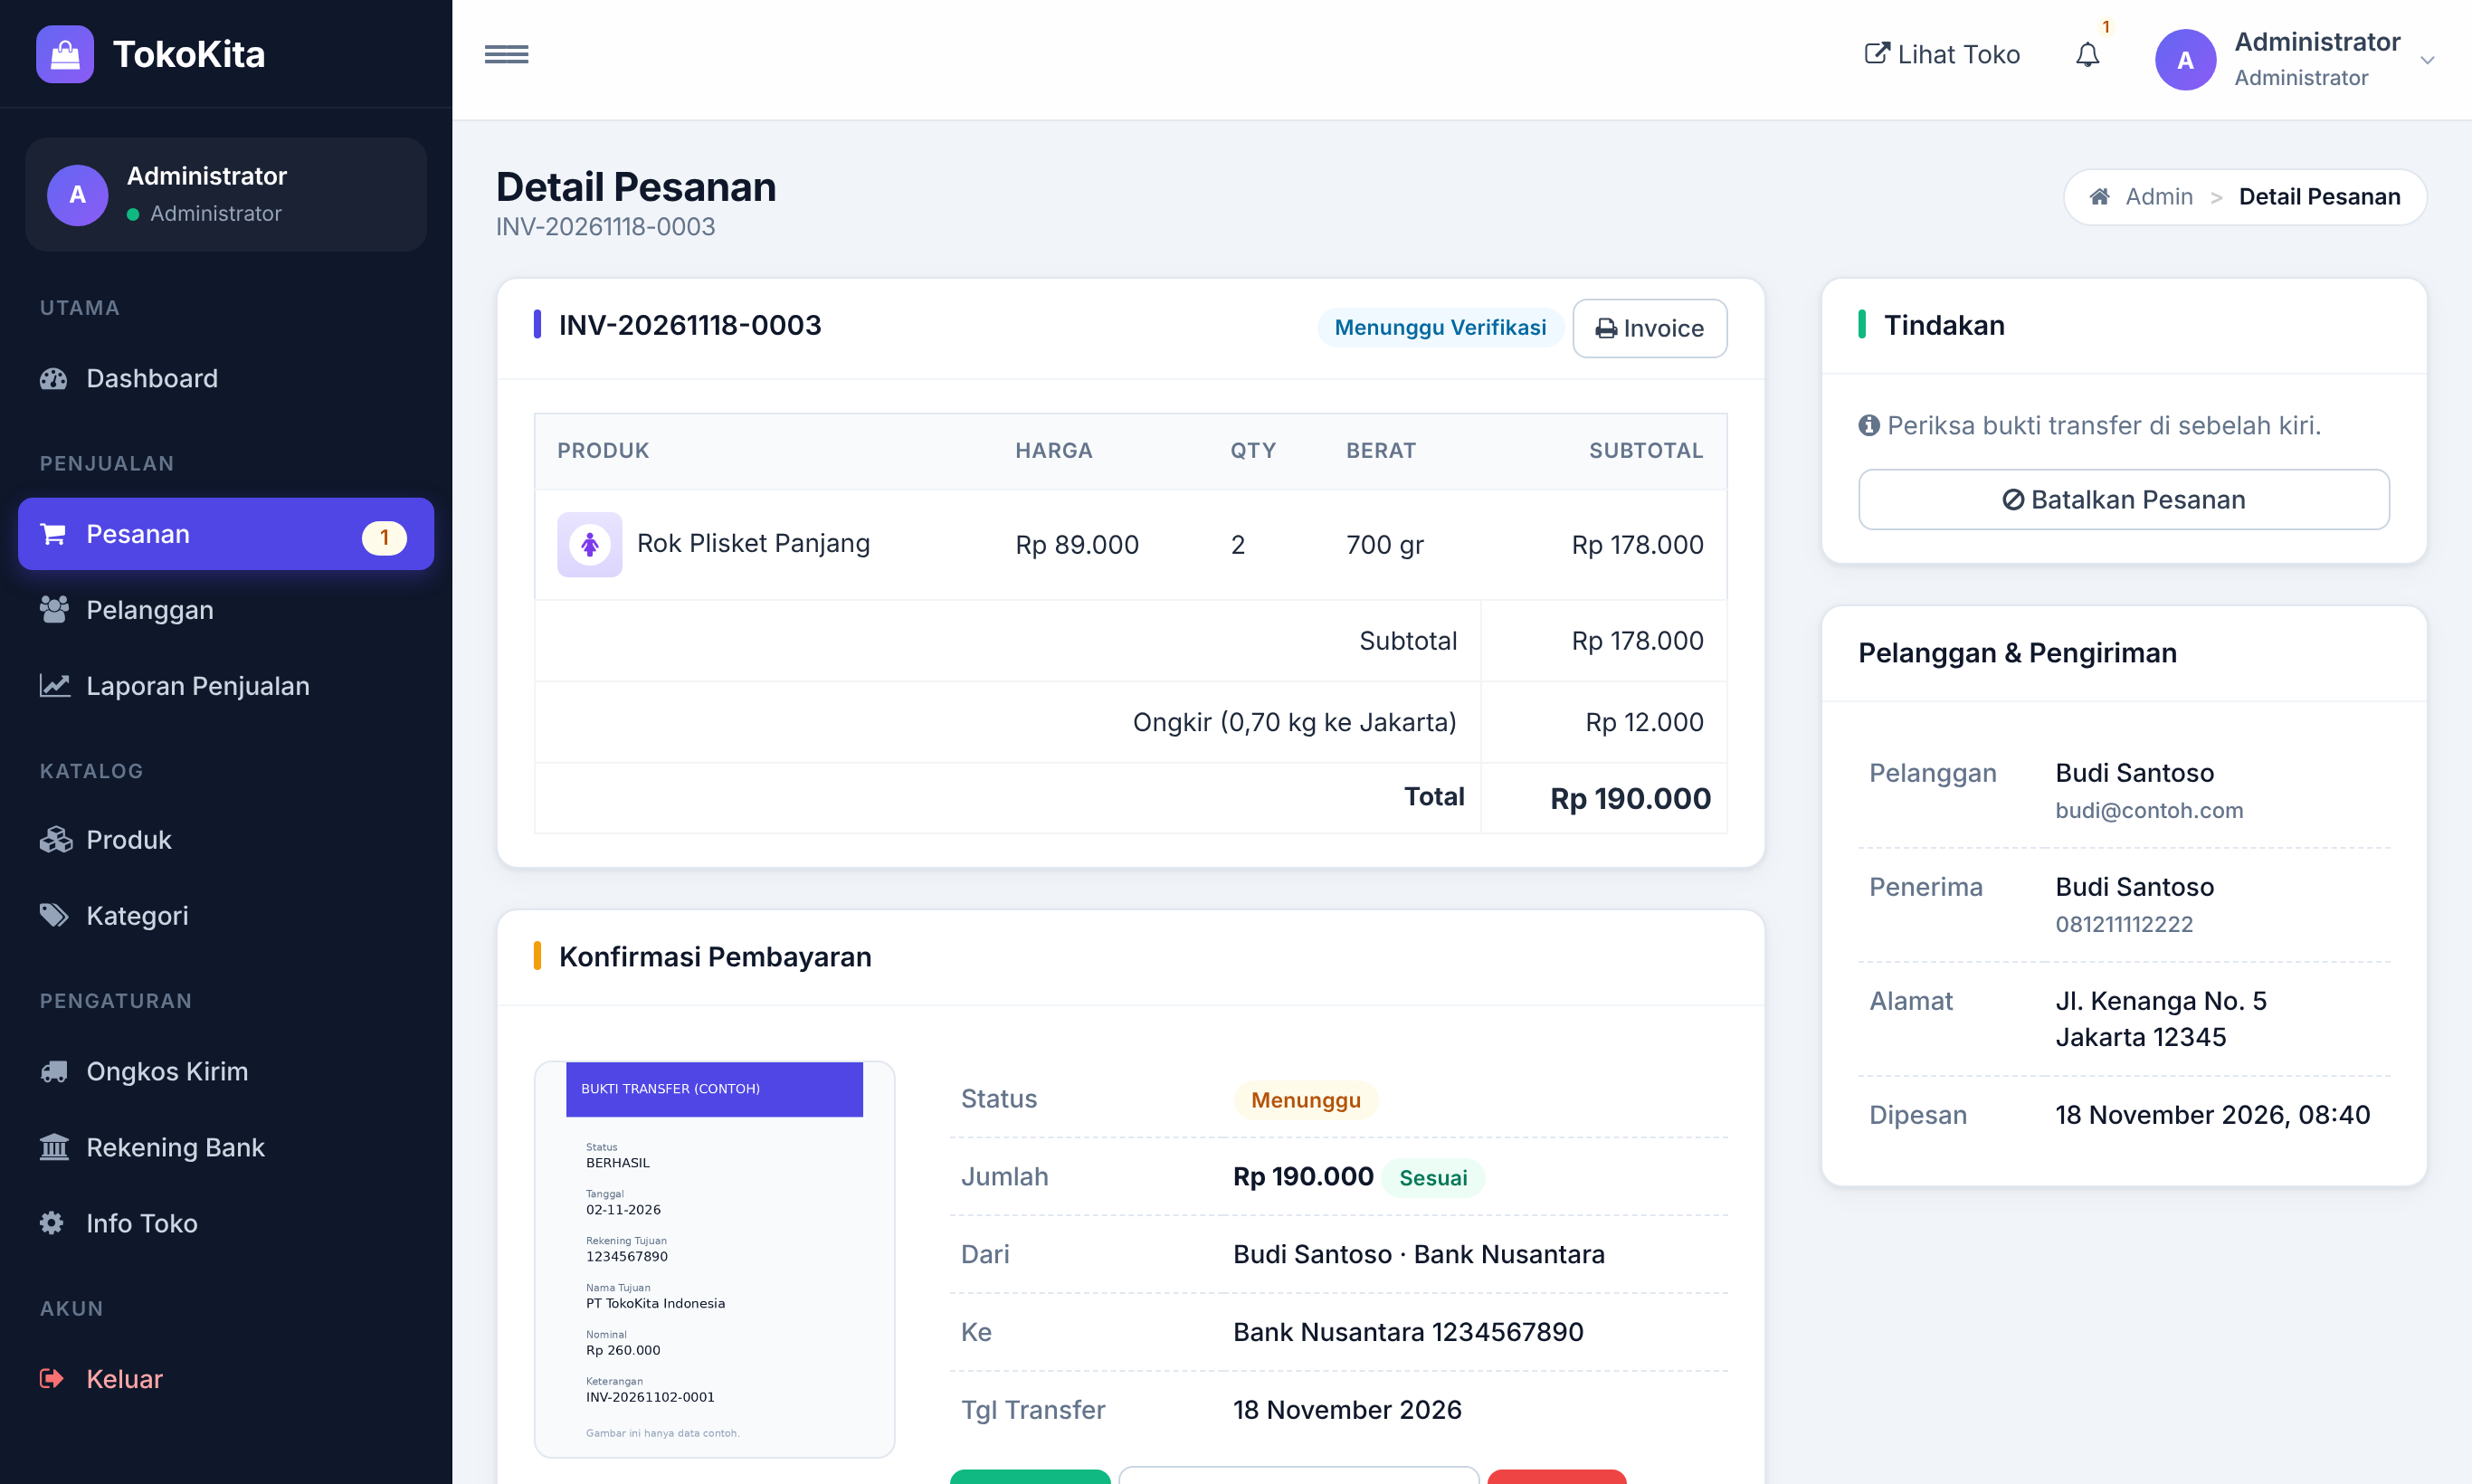 TokoKita
A
Administrator
Administrator
UTAMA
Dashboard
PENJUALAN
Pesanan 1
Pelanggan
Laporan Penjualan
KATALOG
Produk
Kategori
PENGATURAN
Ongkos Kirim
Rekening Bank
Info Toko
AKUN
Keluar
Lihat Toko
1
A
Administrator
Administrator
Detail Pesanan
INV-20261118-0003
Admin > Detail Pesanan
INV-20261118-0003
Menunggu Verifikasi
Invoice
PRODUK HARGA QTY BERAT SUBTOTAL
Rok Plisket Panjang Rp 89.000 2 700 gr Rp 178.000
Subtotal Rp 178.000
Ongkir (0,70 kg ke Jakarta) Rp 12.000
Total Rp 190.000
Konfirmasi Pembayaran
BUKTI TRANSFER (CONTOH)
Status
BERHASIL
Tanggal
02-11-2026
Rekening Tujuan
1234567890
Nama Tujuan
PT TokoKita Indonesia
Nominal
Rp 260.000
Keterangan
INV-20261102-0001
Gambar ini hanya data contoh.
Status Menunggu
Jumlah Rp 190.000 Sesuai
Dari Budi Santoso · Bank Nusantara
Ke Bank Nusantara 1234567890
Tgl Transfer 18 November 2026
Tindakan
Periksa bukti transfer di sebelah kiri.
Batalkan Pesanan
Pelanggan & Pengiriman
Pelanggan Budi Santoso
budi@contoh.com
Penerima Budi Santoso
081211112222
Alamat Jl. Kenanga No. 5
Jakarta 12345
Dipesan 18 November 2026, 08:40